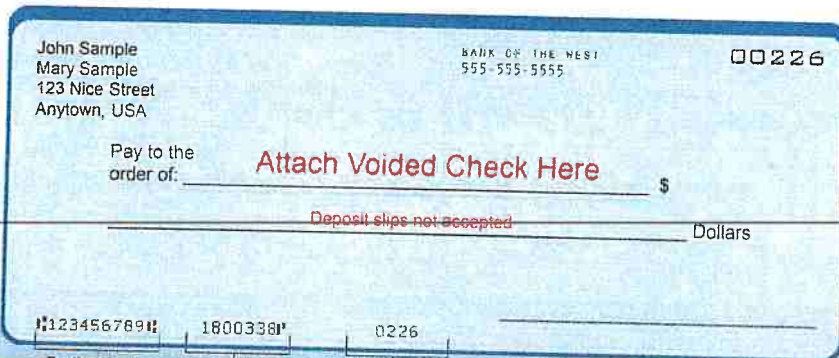 John Sample
Mary Sample
123 Nice Street
Anytown, USA
BANK OF THE WEST
555-555-5555
00226
Pay to the
order of:
Attach Voided Check Here
$
Deposit slips not accepted
Dollars
⑆123456789⑆ 1800338⑈ 0226